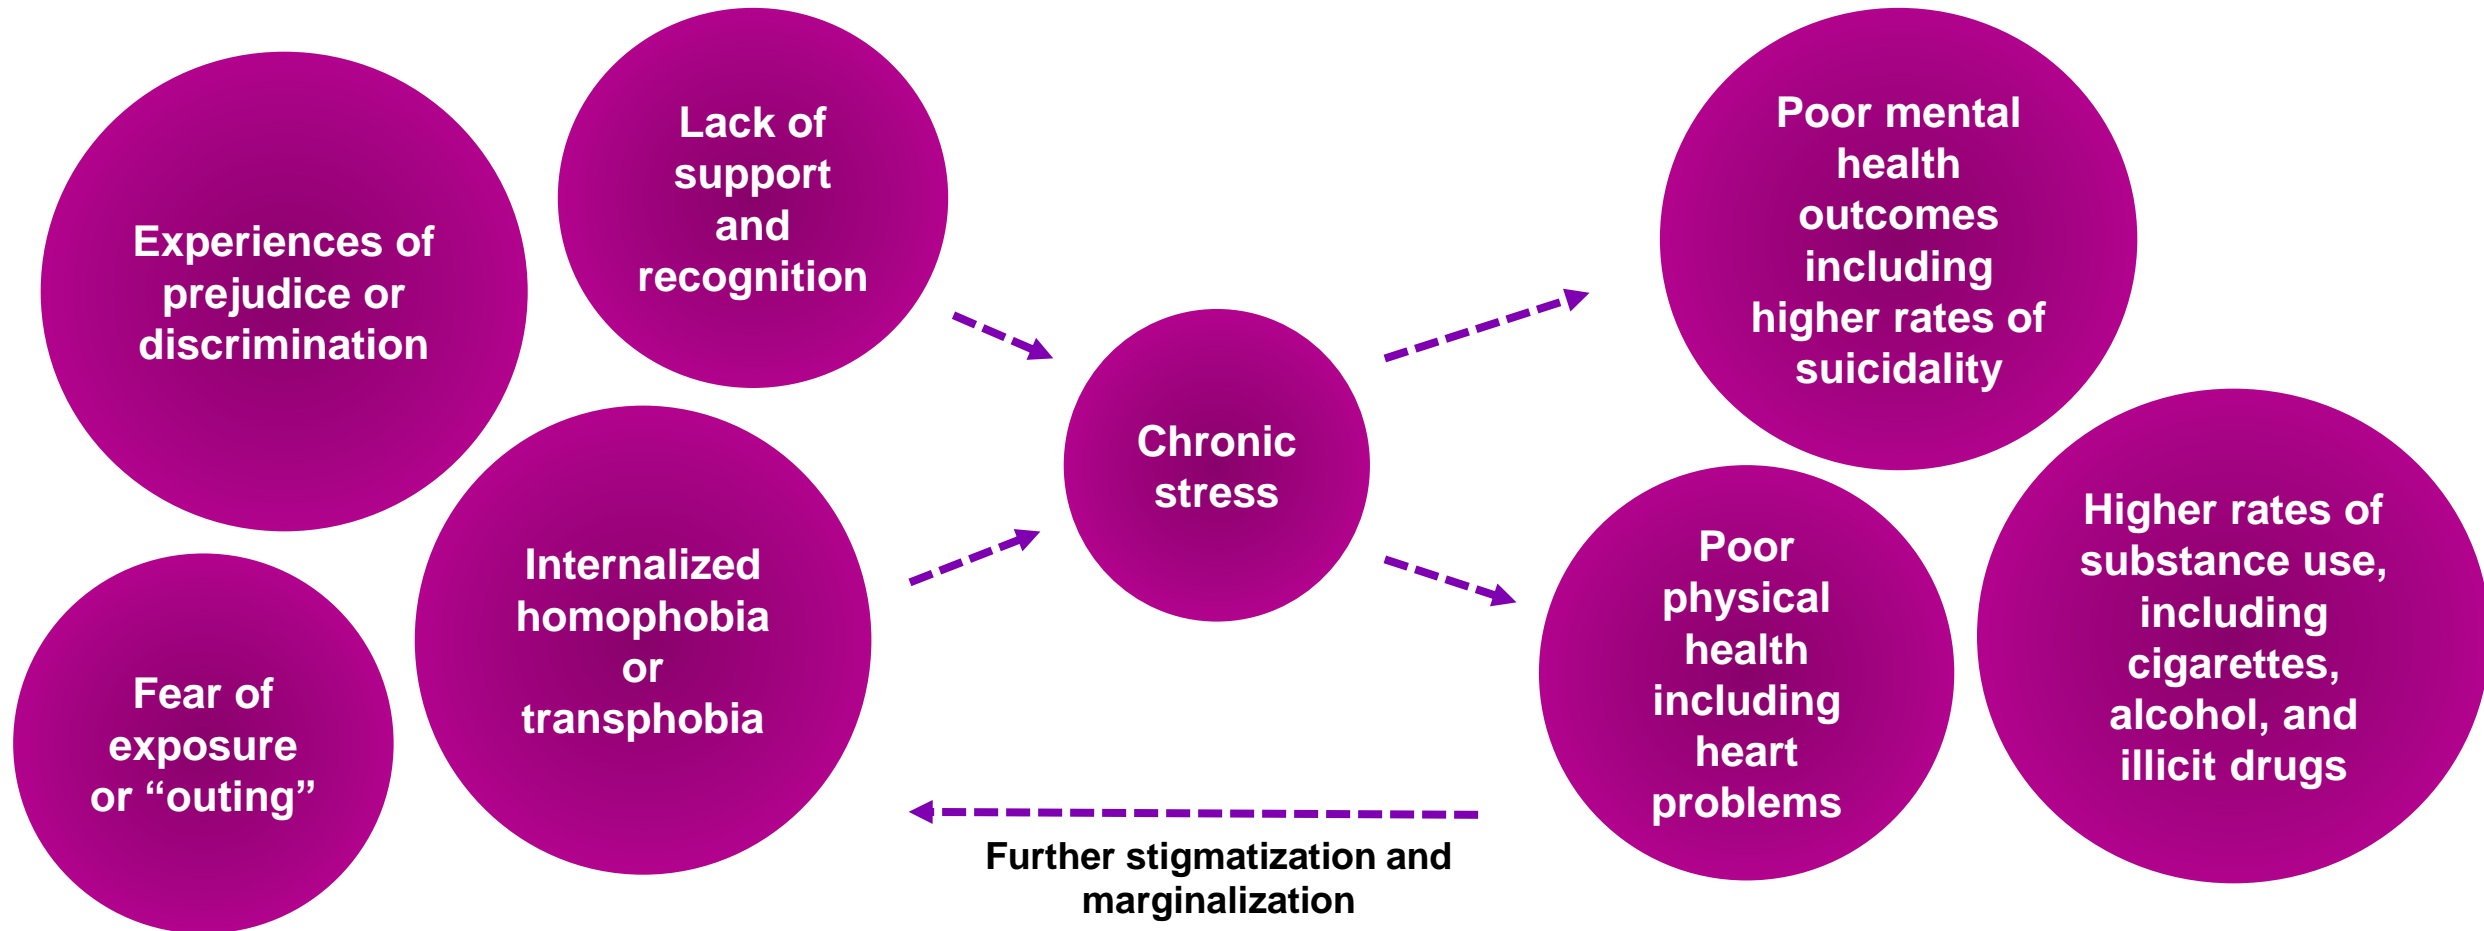 Experiences of
prejudice or
discrimination
Lack of
support
and
recognition
Fear of
exposure
or “outing”
Internalized
homophobia
or
transphobia
Chronic
stress
Poor mental
health
outcomes
including
higher rates of
suicidality
Poor
physical
health
including
heart
problems
Higher rates of
substance use,
including
cigarettes,
alcohol, and
illicit drugs
Further stigmatization and
marginalization